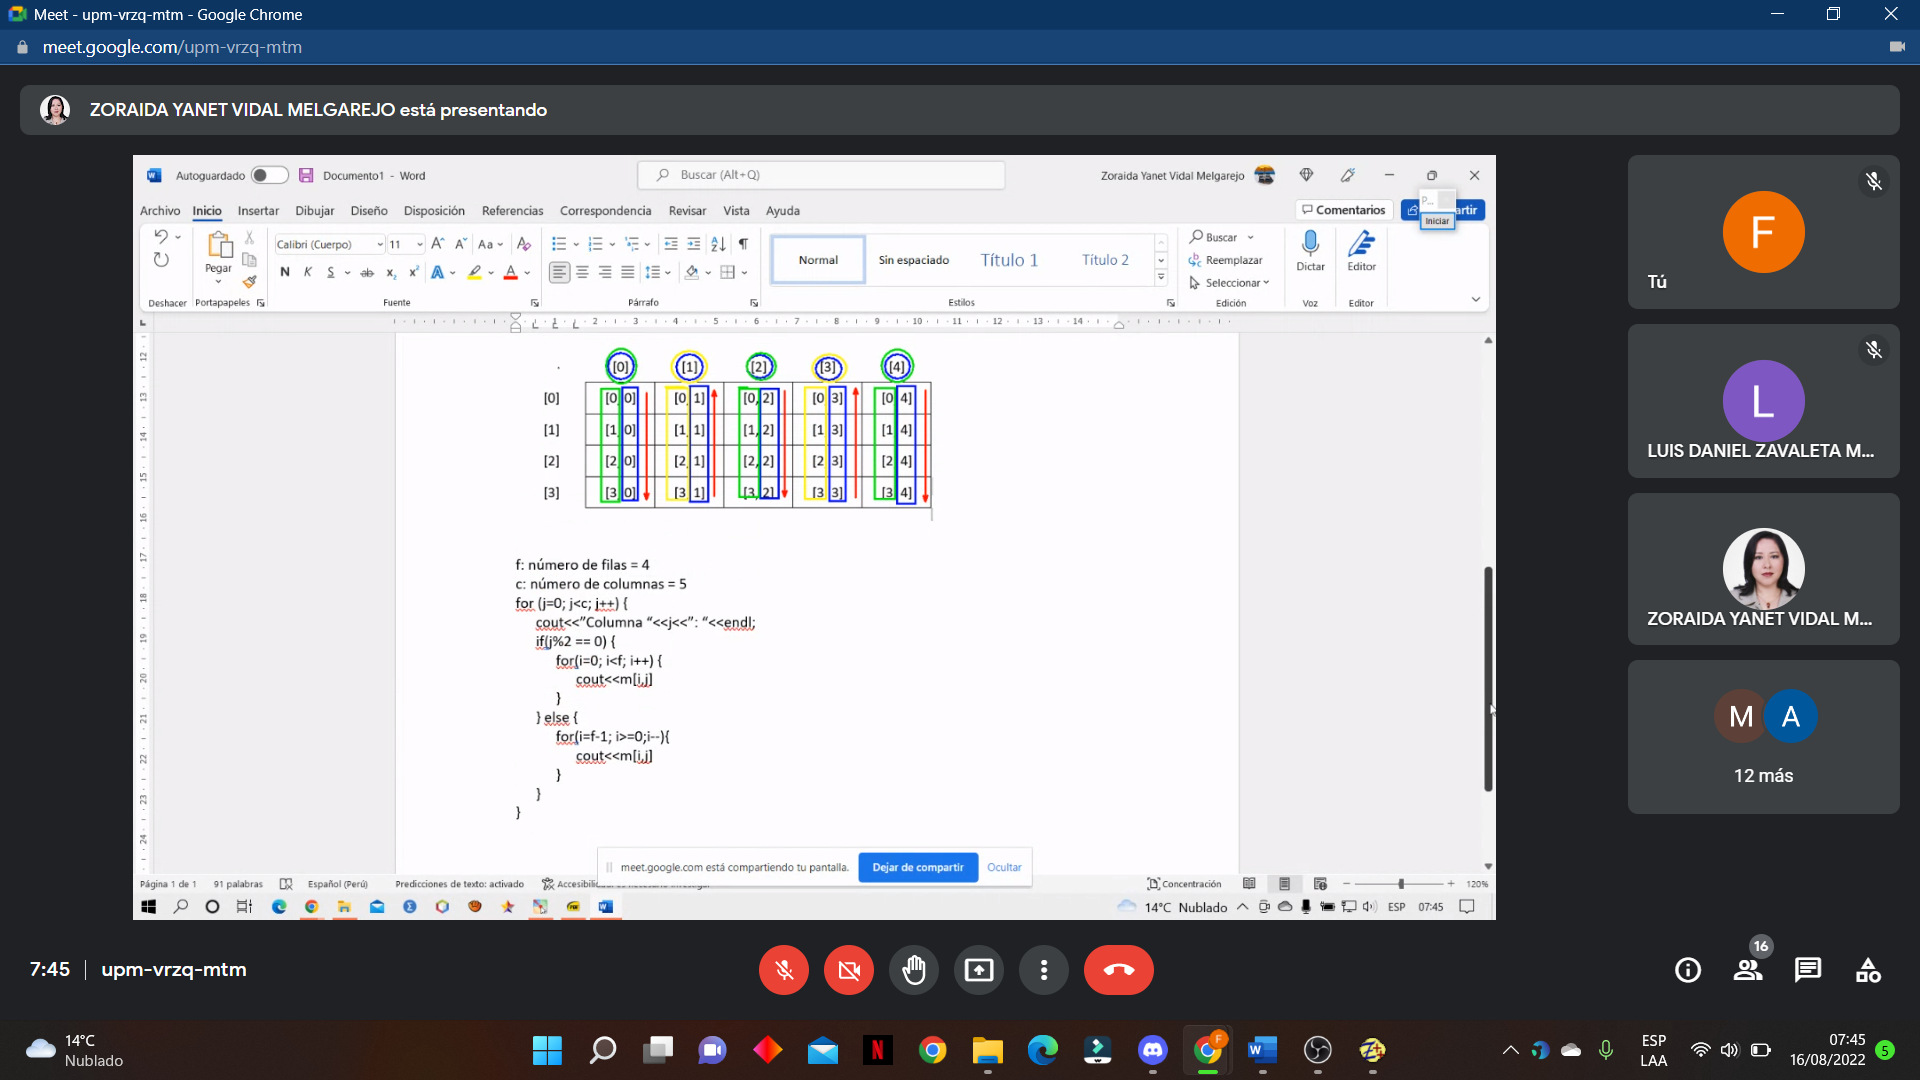 Meet - upm-vrzq-mtm - Google Chrome
meet.google.com/upm-vrzq-mtm
ZORAIDA YANET VIDAL MELGAREJO está presentando
Autoguardado Documento1 - Word Buscar (Alt+Q) Zoraida Yanet Vidal Melgarejo
Archivo Inicio Insertar Dibujar Diseño Disposición Referencias Correspondencia Revisar Vista Ayuda Comentarios
Iniciar
Calibri (Cuerpo) 11
Pegar
Normal Sin espaciado Título 1 Título 2
Buscar
Reemplazar
Seleccionar
Dictar Editor
Deshacer Portapapeles Fuente Párrafo Estilos Edición Voz Editor
[0] [1] [2] [3] [4]
[0] [0,0] [0,1] [0,2] [0,3] [0,4]
[1] [1,0] [1,1] [1,2] [1,3] [1,4]
[2] [2,0] [2,1] [2,2] [2,3] [2,4]
[3] [3,0] [3,1] [3,2] [3,3] [3,4]
f: número de filas = 4
c: número de columnas = 5
for (j=0; j<c; j++) {
cout<<”Columna “<<j<<”: “<<endl;
if(j%2 == 0) {
for(i=0; i<f; i++) {
cout<<m[i,j]
}
} else {
for(i=f-1; i>=0;i--){
cout<<m[i,j]
}
}
}
meet.google.com está compartiendo tu pantalla. Dejar de compartir Ocultar
Página 1 de 1 91 palabras Español (Perú) Predicciones de texto: activado Concentración 120%
14°C Nublado ESP 07:45
F
Tú
L
LUIS DANIEL ZAVALETA M...
ZORAIDA YANET VIDAL M...
M A
12 más
7:45 upm-vrzq-mtm
16
14°C
Nublado
ESP
LAA
07:45
16/08/2022
5